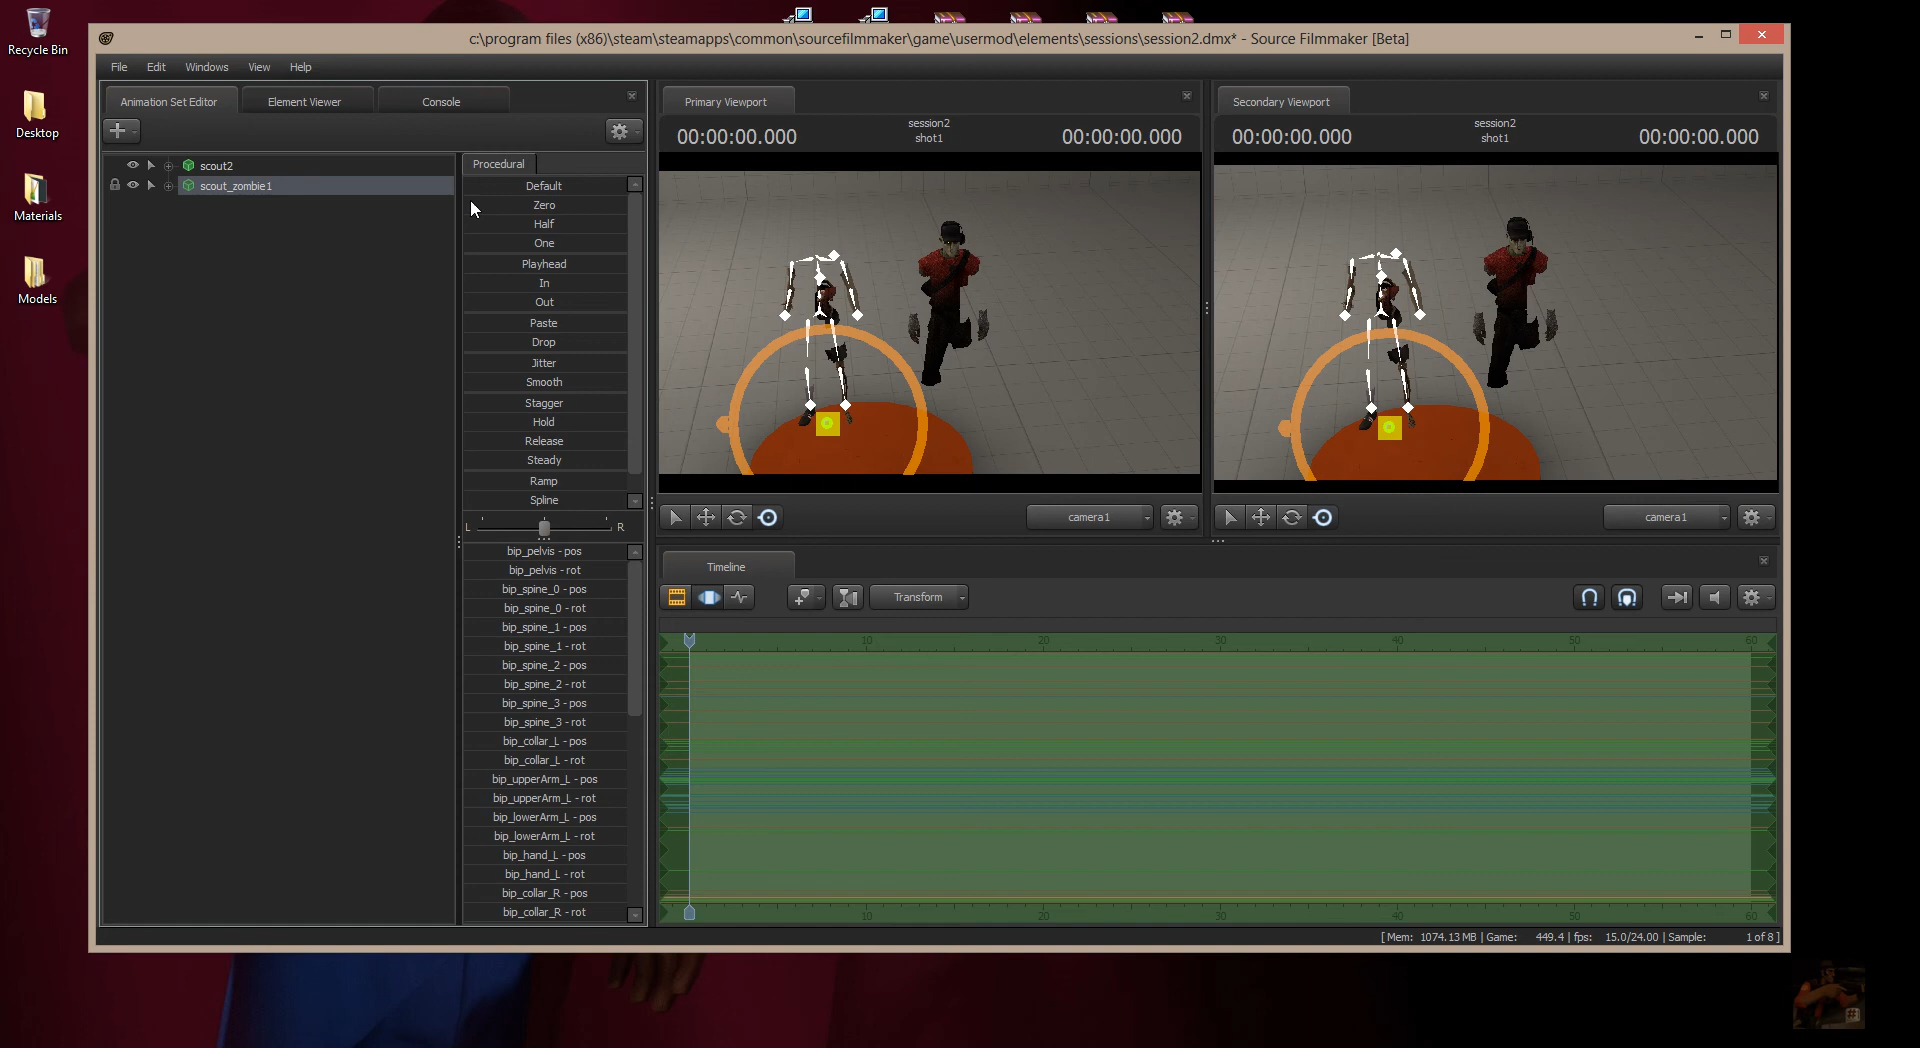 Recycle Bin
Desktop
Materials
Models
c:\program files (x86)\steam\steamapps\common\sourcefilmmaker\game\usermod\elements\sessions\session2.dmx* - Source Filmmaker [Beta]
File Edit Windows View Help
Animation Set Editor Element Viewer Console
scout2
scout_zombie1
Procedural
Default
Zero
Half
One
Playhead
In
Out
Paste
Drop
Jitter
Smooth
Stagger
Hold
Release
Steady
Ramp
Spline
L R
bip_pelvis - pos
bip_pelvis - rot
bip_spine_0 - pos
bip_spine_0 - rot
bip_spine_1 - pos
bip_spine_1 - rot
bip_spine_2 - pos
bip_spine_2 - rot
bip_spine_3 - pos
bip_spine_3 - rot
bip_collar_L - pos
bip_collar_L - rot
bip_upperArm_L - pos
bip_upperArm_L - rot
bip_lowerArm_L - pos
bip_lowerArm_L - rot
bip_hand_L - pos
bip_hand_L - rot
bip_collar_R - pos
bip_collar_R - rot
Primary Viewport
00:00:00.000 session2 00:00:00.000
shot1
camera1
Secondary Viewport
00:00:00.000 session2 00:00:00.000
shot1
camera1
Timeline
Transform
10 20 30 40 50 60
10 20 30 40 50 60
[ Mem: 1074.13 MB | Game: 449.4 | fps: 15.0/24.00 | Sample: 1 of 8 ]